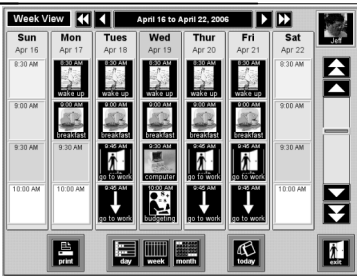 Week View April 16 to April 22, 2006 Jeff
Sun Mon Tues Wed Thur Fri Sat
Apr 16 Apr 17 Apr 18 Apr 19 Apr 20 Apr 21 Apr 22
8:30 AM 8:30 AM 8:30 AM 8:30 AM 8:30 AM 8:30 AM 8:30 AM
wake up wake up wake up wake up wake up
9:00 AM 9:00 AM 9:00 AM 9:00 AM 9:00 AM 9:00 AM 9:00 AM
breakfast breakfast breakfast breakfast breakfast
9:30 AM 9:30 AM 9:45 AM 9:30 AM 9:45 AM 9:45 AM 9:30 AM
go to work computer go to work go to work
10:00 AM 10:00 AM 9:45 AM 10:00 AM 9:45 AM 9:45 AM 10:00 AM
go to work budgeting go to work go to work
print day week month today exit